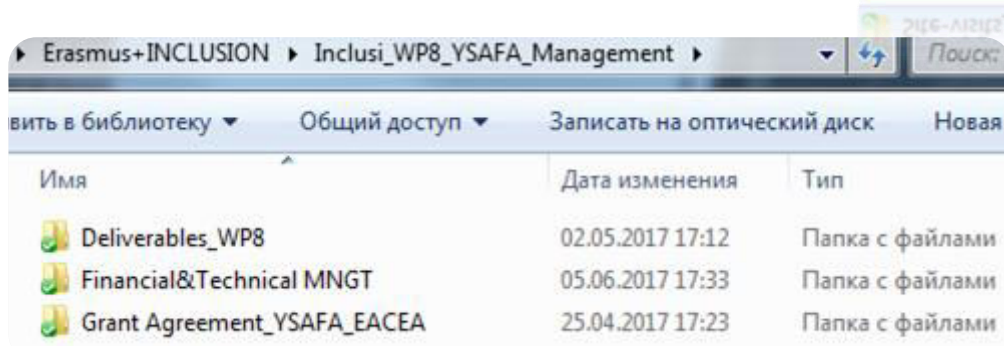 Site-visits
Erasmus+INCLUSION ▸ Inclusi_WP8_YSAFA_Management ▸ Поиск:
вить в библиотеку Общий доступ Записать на оптический диск Новая
Имя Дата изменения Тип
Deliverables_WP8 02.05.2017 17:12 Папка с файлами
Financial&Technical MNGT 05.06.2017 17:33 Папка с файлами
Grant Agreement_YSAFA_EACEA 25.04.2017 17:23 Папка с файлами